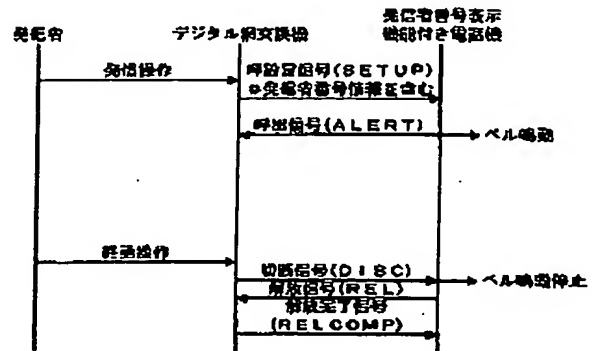 発信者
デジタル網交換機
発信者番号表示
機能付き電話機
発信操作
呼設定信号(SETUP)
※発信者番号情報を含む
呼出信号(ALERT)
ベル鳴動
終話操作
切断信号(DISC)
ベル鳴動停止
解放信号(REL)
解放完了信号
(RELCOMP)